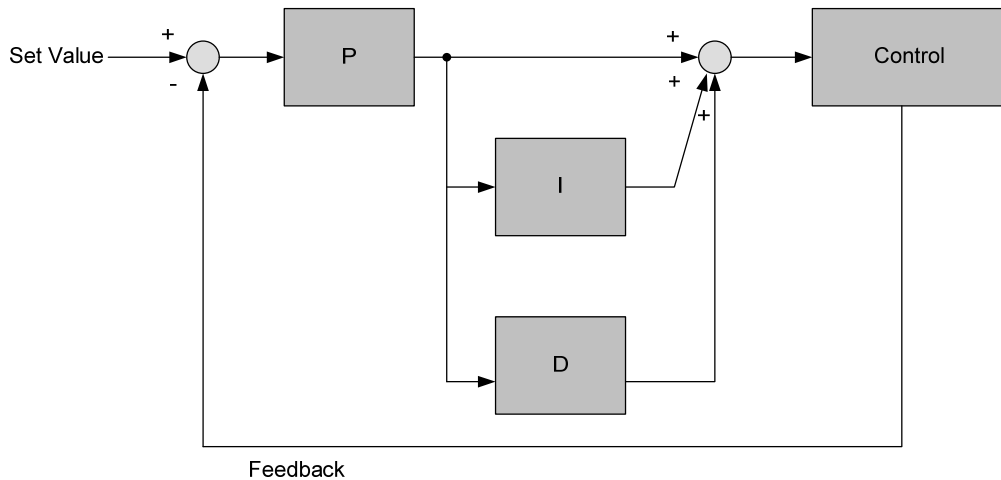 +
Set Value
-
P
+
+
+
Control
I
D
Feedback